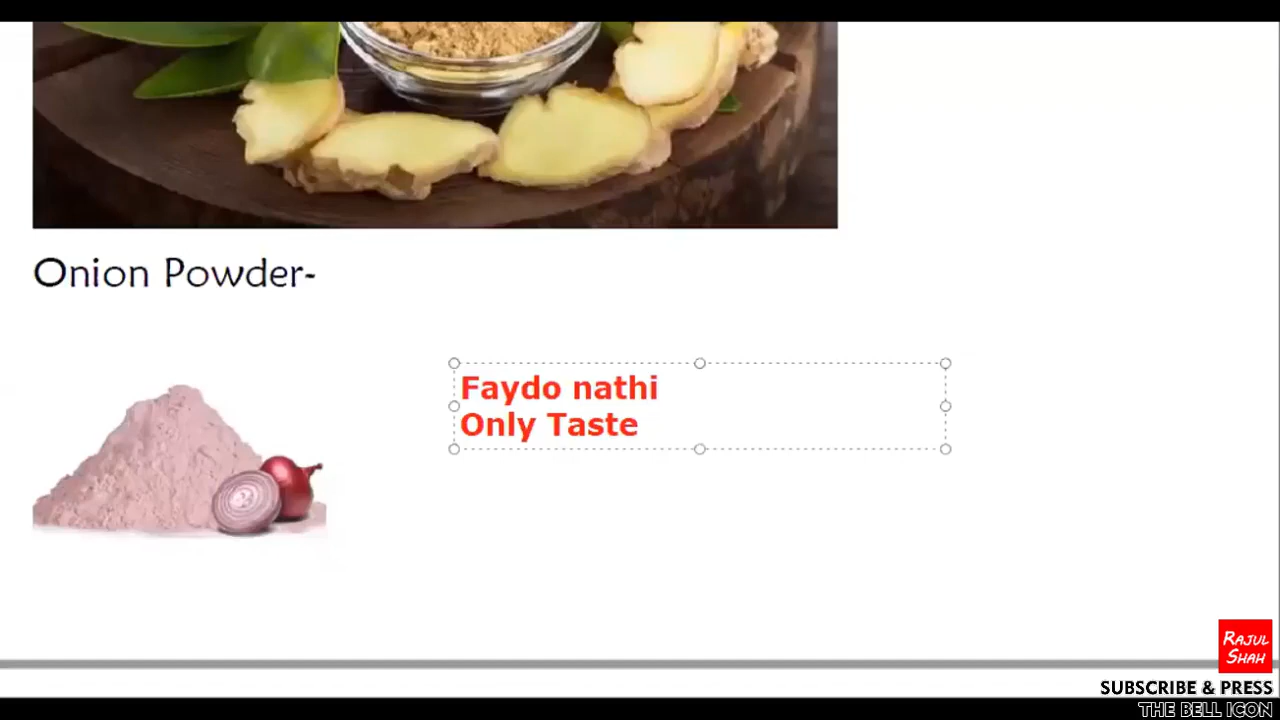 Onion Powder-
Faydo nathi
Only Taste
RAJUL
SHAH
SUBSCRIBE & PRESS
THE BELL ICON